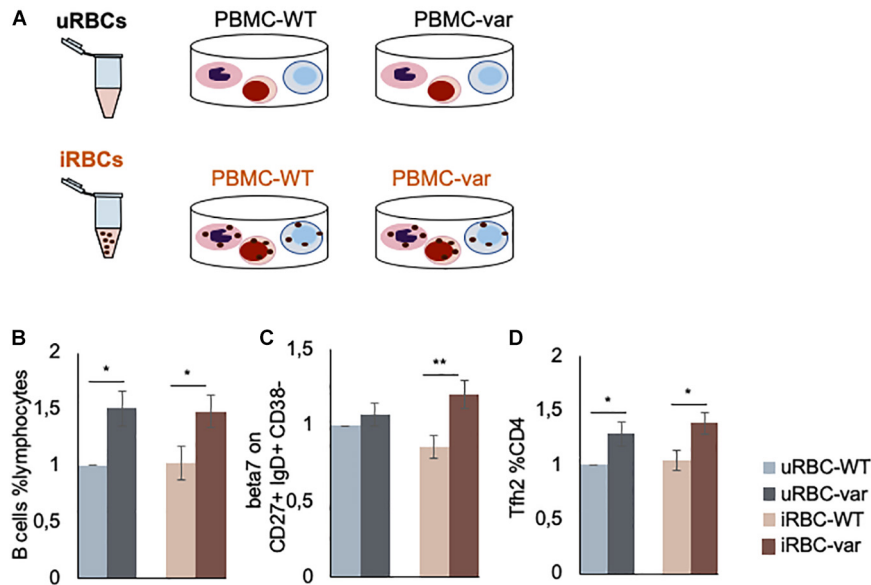 A
uRBCs
PBMC-WT
PBMC-var
iRBCs
PBMC-WT
PBMC-var
B
B cells %lymphocytes
2
1,5
1
0,5
0
*
*
C
beta7 on
CD27+ IgD+ CD38-
1,5
1
0,5
0
**
D
Tfh2 %CD4
2
1,5
1
0,5
0
*
*
uRBC-WT
uRBC-var
iRBC-WT
iRBC-var